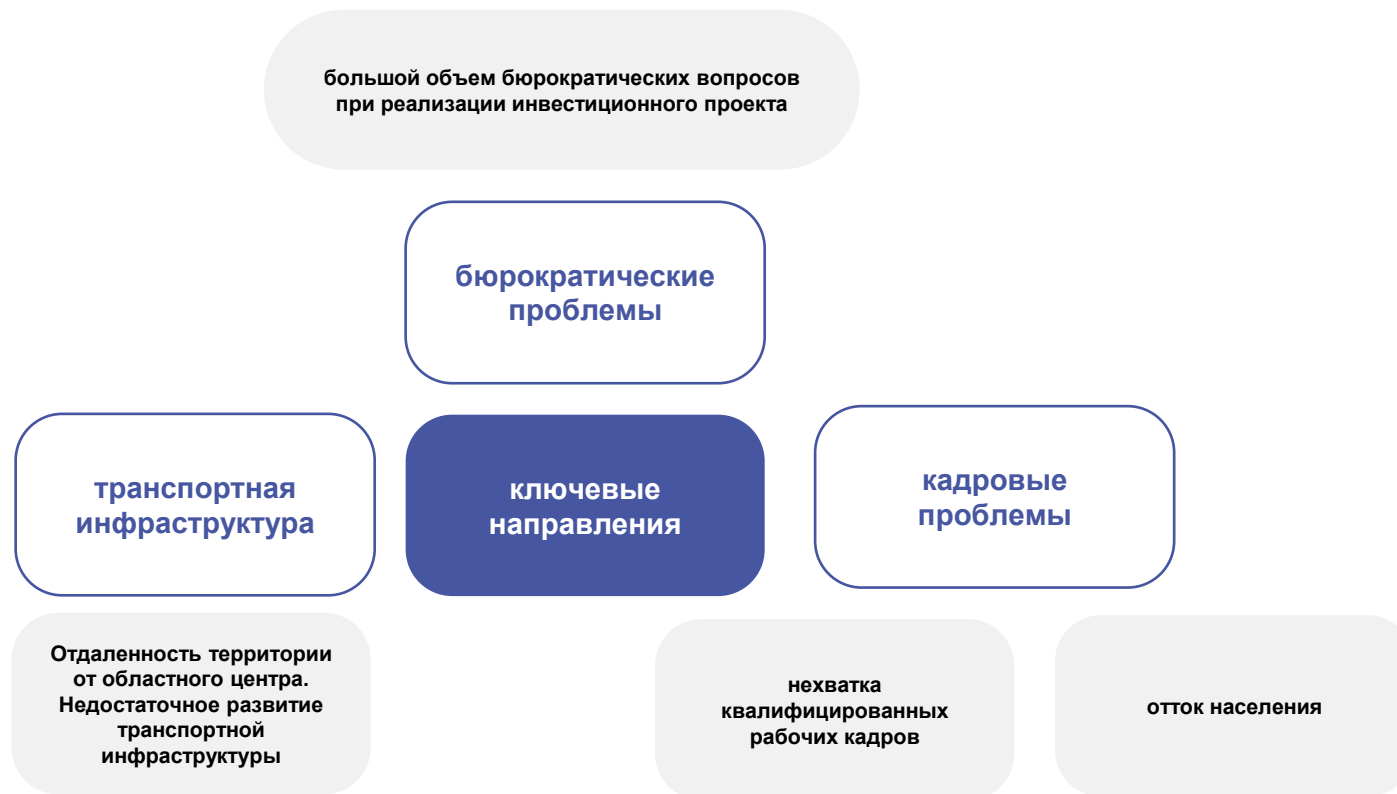 большой объем бюрократических вопросов
при реализации инвестиционного проекта
бюрократические
проблемы
транспортная
инфраструктура
ключевые
направления
кадровые
проблемы
Отдаленность территории
от областного центра.
Недостаточное развитие
транспортной
инфраструктуры
нехватка
квалифицированных
рабочих кадров
отток населения